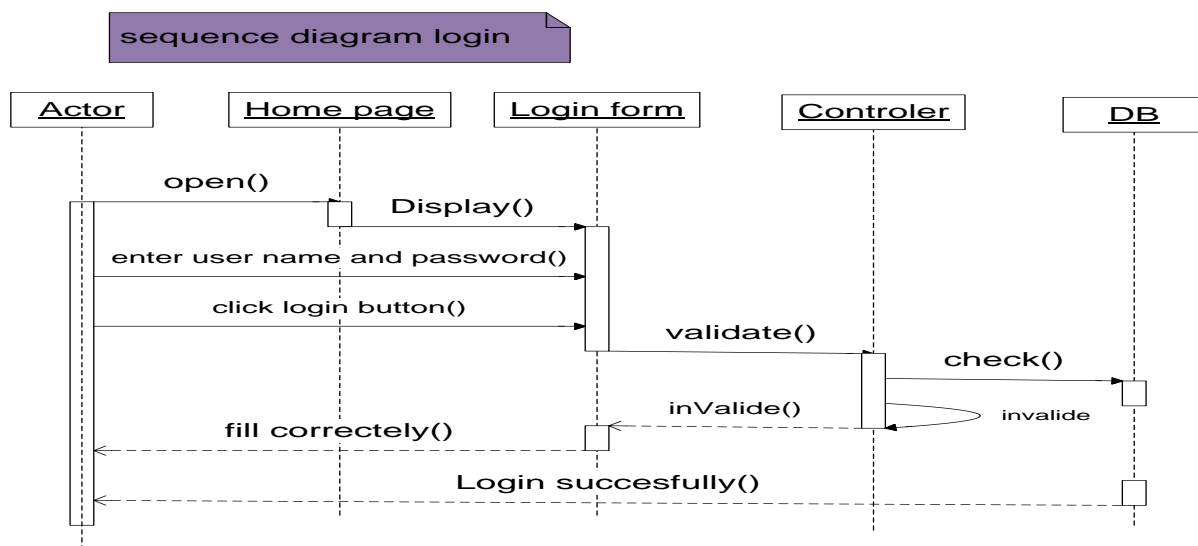 sequence diagram login
Actor
Home page
Login form
Controler
DB
open()
Display()
enter user name and password()
click login button()
validate()
check()
inValide()
invalide
fill correctely()
Login succesfully()